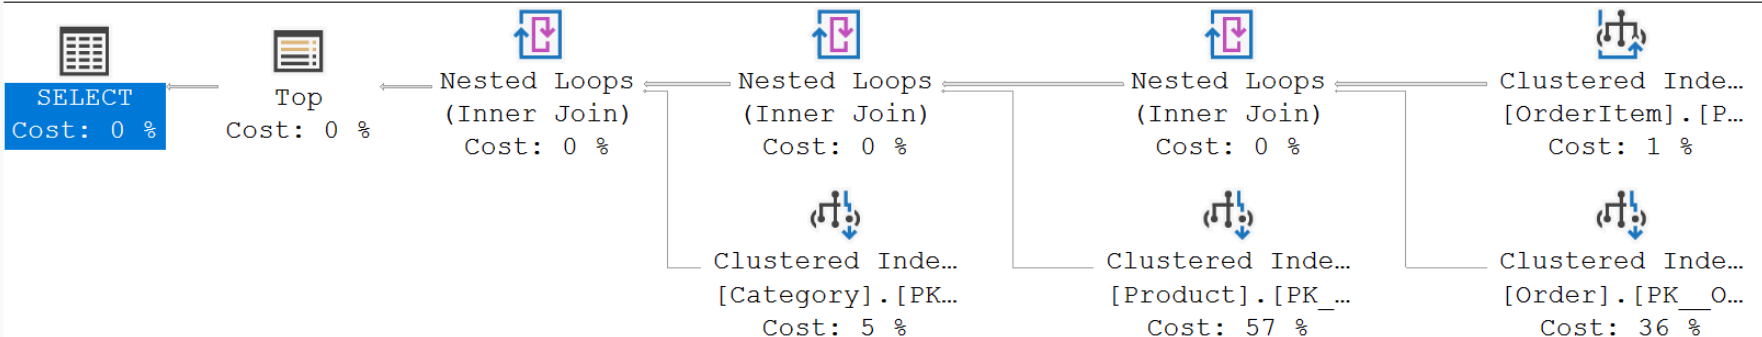 SELECT
Cost: 0 %
Top
Cost: 0 %
Nested Loops
(Inner Join)
Cost: 0 %
Nested Loops
(Inner Join)
Cost: 0 %
Nested Loops
(Inner Join)
Cost: 0 %
Clustered Inde…
[OrderItem].[P…
Cost: 1 %
Clustered Inde…
[Category].[PK…
Cost: 5 %
Clustered Inde…
[Product].[PK_…
Cost: 57 %
Clustered Inde…
[Order].[PK__O…
Cost: 36 %